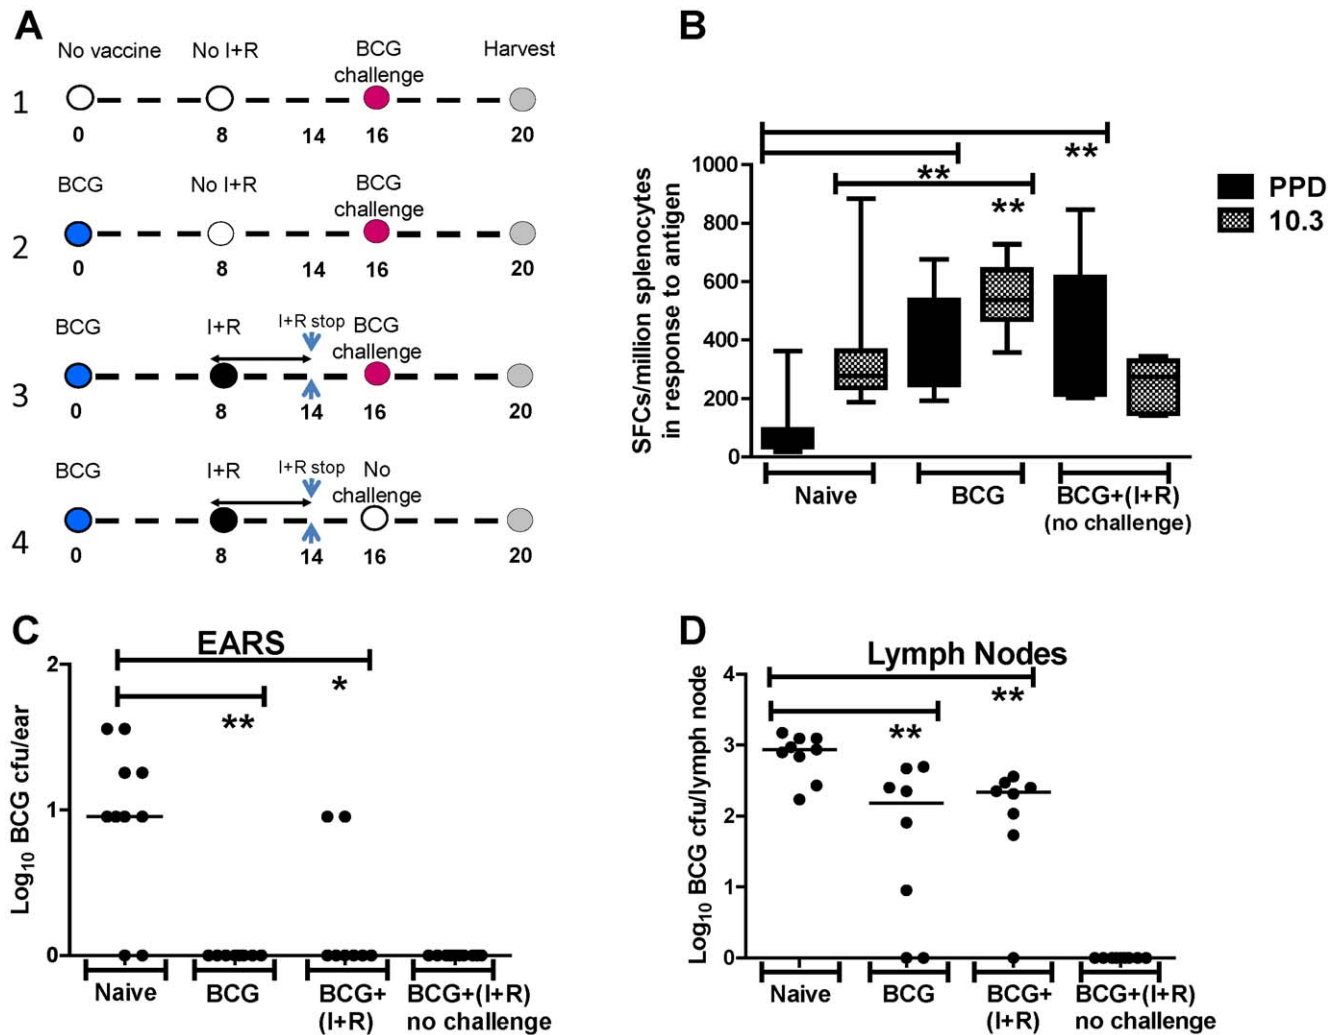 A
No vaccine No I+R BCG challenge Harvest
1
0 8 14 16 20
BCG No I+R BCG challenge
2
0 8 14 16 20
BCG I+R I+R stop BCG challenge
3
0 8 14 16 20
BCG I+R I+R stop No challenge
4
0 8 14 16 20
B
SFCs/million splenocytes
in response to antigen
1000
800
600
400
200
0
**
**
**
PPD
10.3
Naive BCG BCG+(I+R)
(no challenge)
C
EARS
Log10 BCG cfu/ear
2
1
0
*
**
Naive BCG BCG+ BCG+(I+R)
(I+R) no challenge
D
Lymph Nodes
Log10 BCG cfu/lymph node
4
3
2
1
0
**
**
Naive BCG BCG+ BCG+(I+R)
(I+R) no challenge